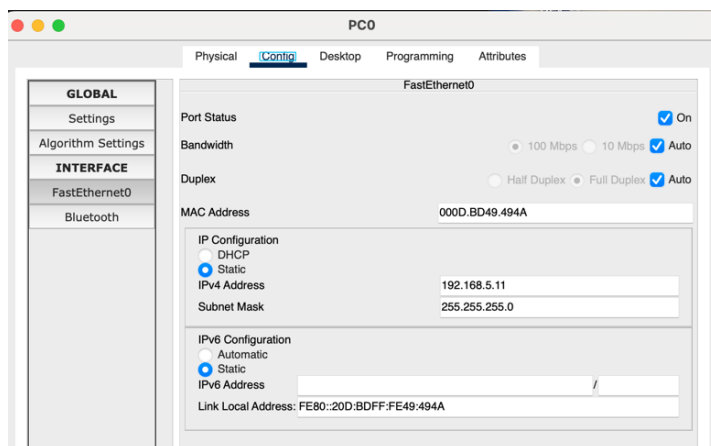 PC0
Physical Config Desktop Programming Attributes
GLOBAL
Settings
Algorithm Settings
INTERFACE
FastEthernet0
Bluetooth
FastEthernet0
Port Status On
Bandwidth 100 Mbps 10 Mbps Auto
Duplex Half Duplex Full Duplex Auto
MAC Address 000D.BD49.494A
IP Configuration
DHCP
Static
IPv4 Address 192.168.5.11
Subnet Mask 255.255.255.0
IPv6 Configuration
Automatic
Static
IPv6 Address /
Link Local Address: FE80::20D:BDFF:FE49:494A